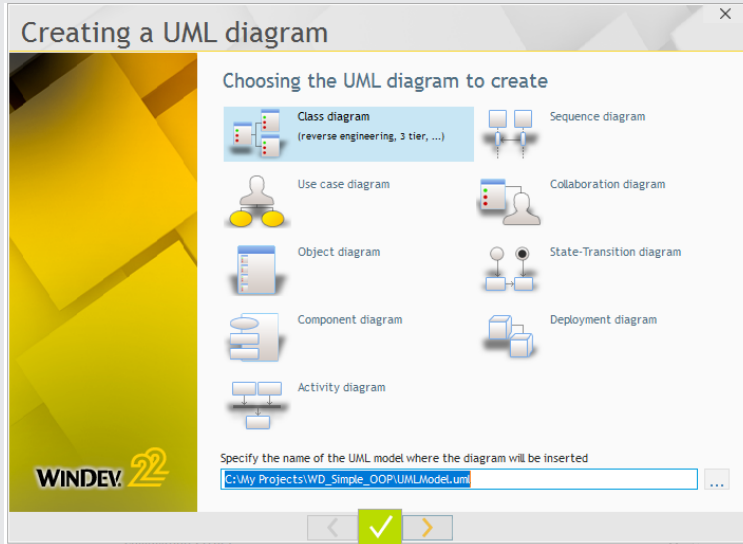 Creating a UML diagram
Choosing the UML diagram to create
Class diagram
(reverse engineering, 3 tier, ...)
Sequence diagram
Use case diagram
Collaboration diagram
Object diagram
State-Transition diagram
Component diagram
Deployment diagram
Activity diagram
Specify the name of the UML model where the diagram will be inserted
C:\My Projects\WD_Simple_OOP\UMLModel.uml
...
WINDEV. 22